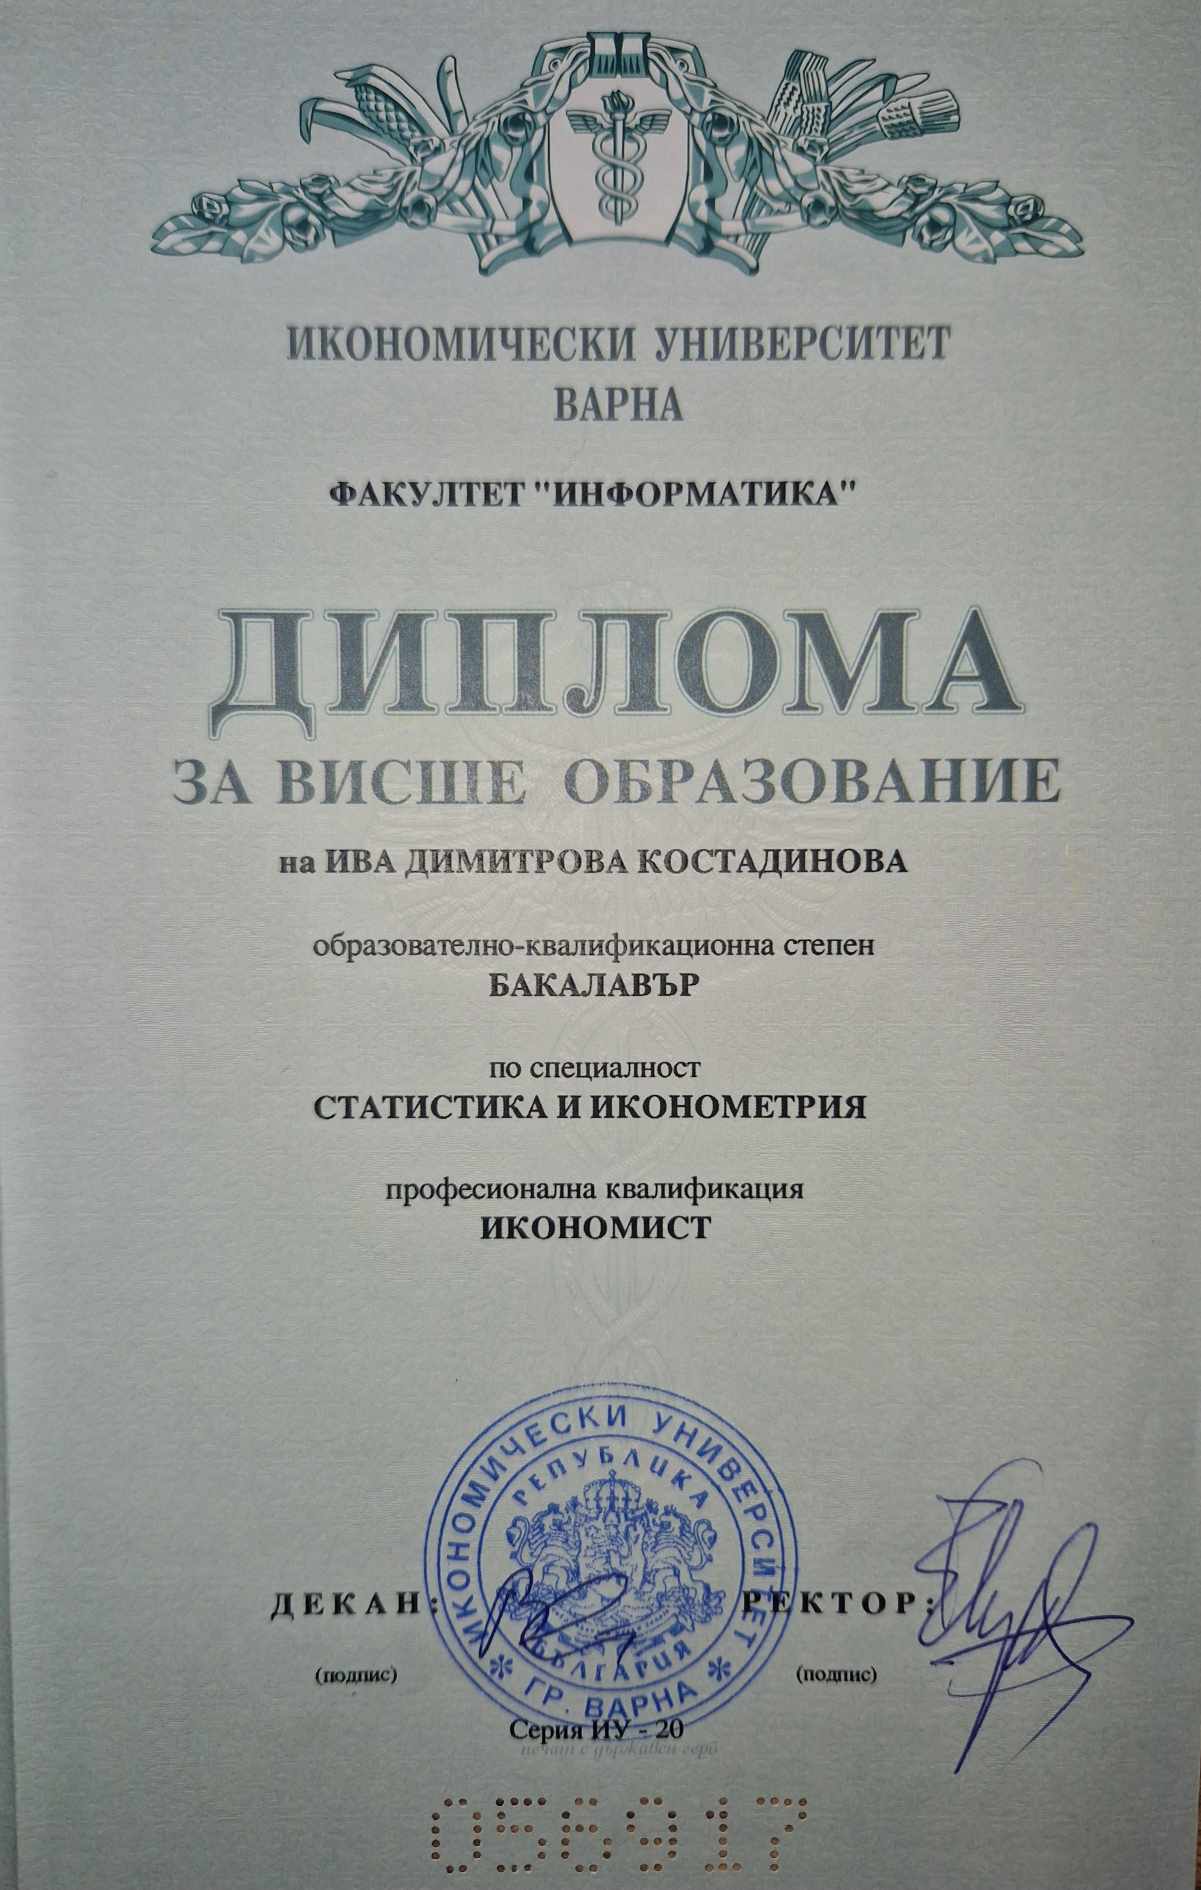 ИКОНОМИЧЕСКИ УНИВЕРСИТЕТ
ВАРНА
ФАКУЛТЕТ "ИНФОРМАТИКА"
ДИПЛОМА
ЗА ВИСШЕ ОБРАЗОВАНИЕ
на ИВА ДИМИТРОВА КОСТАДИНОВА
образователно-квалификационна степен
БАКАЛАВЪР
по специалност
СТАТИСТИКА И ИКОНОМЕТРИЯ
професионална квалификация
ИКОНОМИСТ
ИКОНОМИЧЕСКИ УНИВЕРСИТЕТ
РЕПУБЛИКА
БЪЛГАРИЯ
* ГР. ВАРНА *
ДЕКАН: РЕКТОР:
(подпис) (подпис)
Серия ИУ - 20
печат с държавен герб
056917